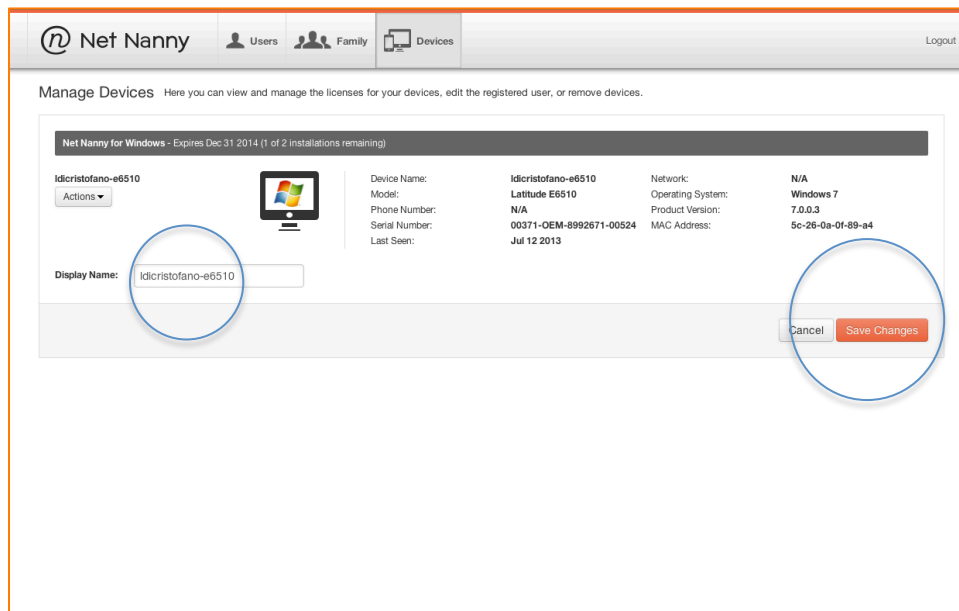 Net Nanny Users Family Devices Logout
Manage Devices Here you can view and manage the licenses for your devices, edit the registered user, or remove devices.
Net Nanny for Windows - Expires Dec 31 2014 (1 of 2 installations remaining)
ldicristofano-e6510
Actions
Device Name: ldicristofano-e6510 Network: N/A
Model: Latitude E6510 Operating System: Windows 7
Phone Number: N/A Product Version: 7.0.0.3
Serial Number: 00371-OEM-8992671-00524 MAC Address: 5c-26-0a-0f-89-a4
Last Seen: Jul 12 2013
Display Name: ldicristofano-e6510
Cancel Save Changes